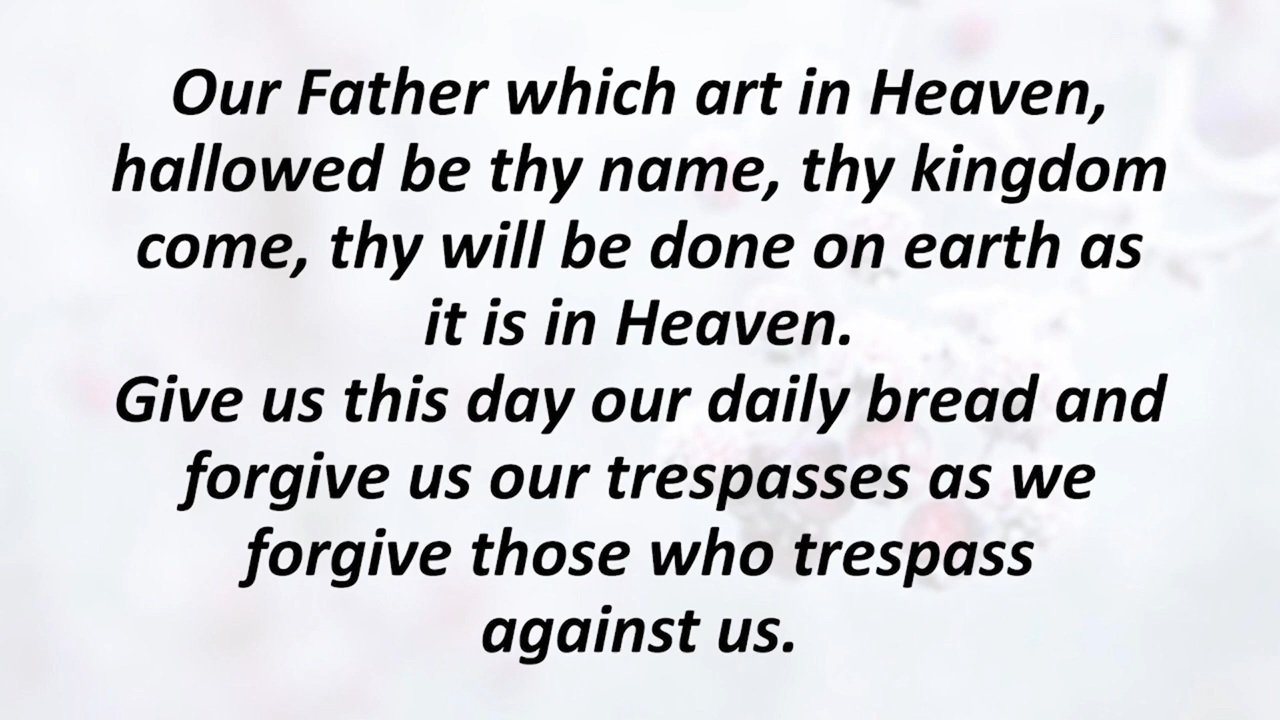 Our Father which art in Heaven,
hallowed be thy name, thy kingdom
come, thy will be done on earth as
it is in Heaven.
Give us this day our daily bread and
forgive us our trespasses as we
forgive those who trespass
against us.